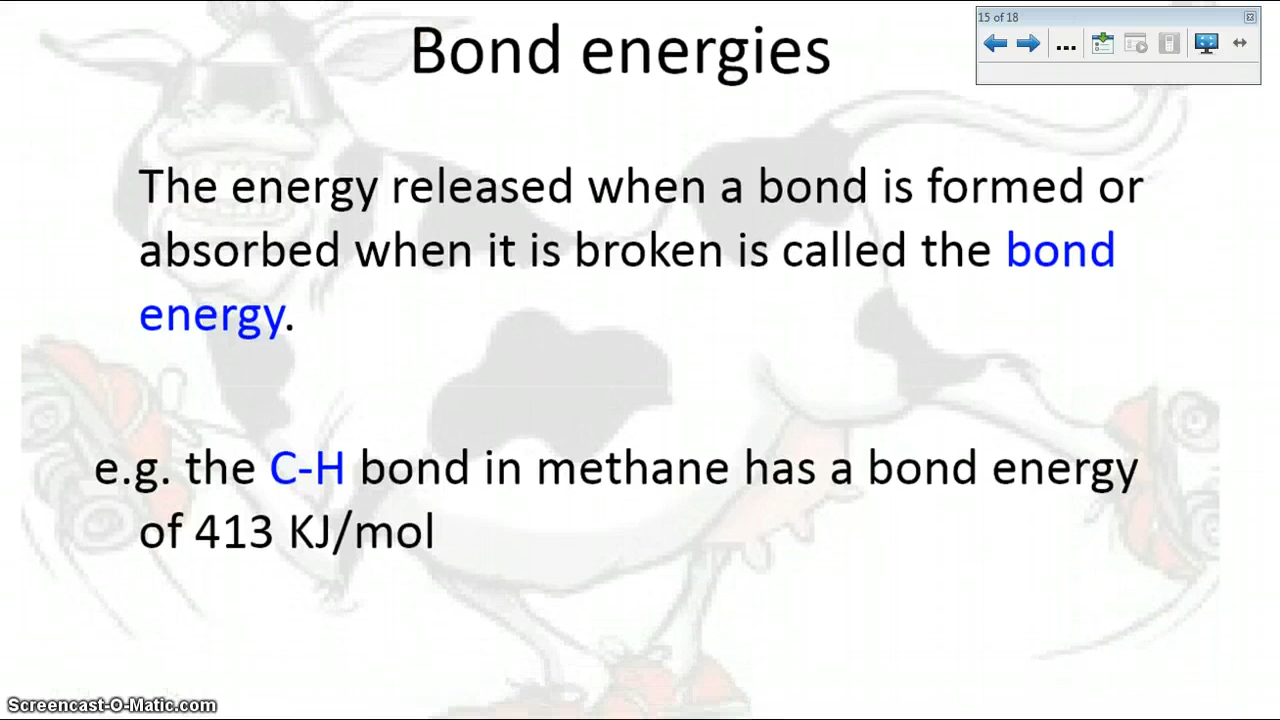 Bond energies
15 of 18
The energy released when a bond is formed or
absorbed when it is broken is called the bond
energy.
e.g. the C-H bond in methane has a bond energy
of 413 KJ/mol
Screencast-O-Matic.com